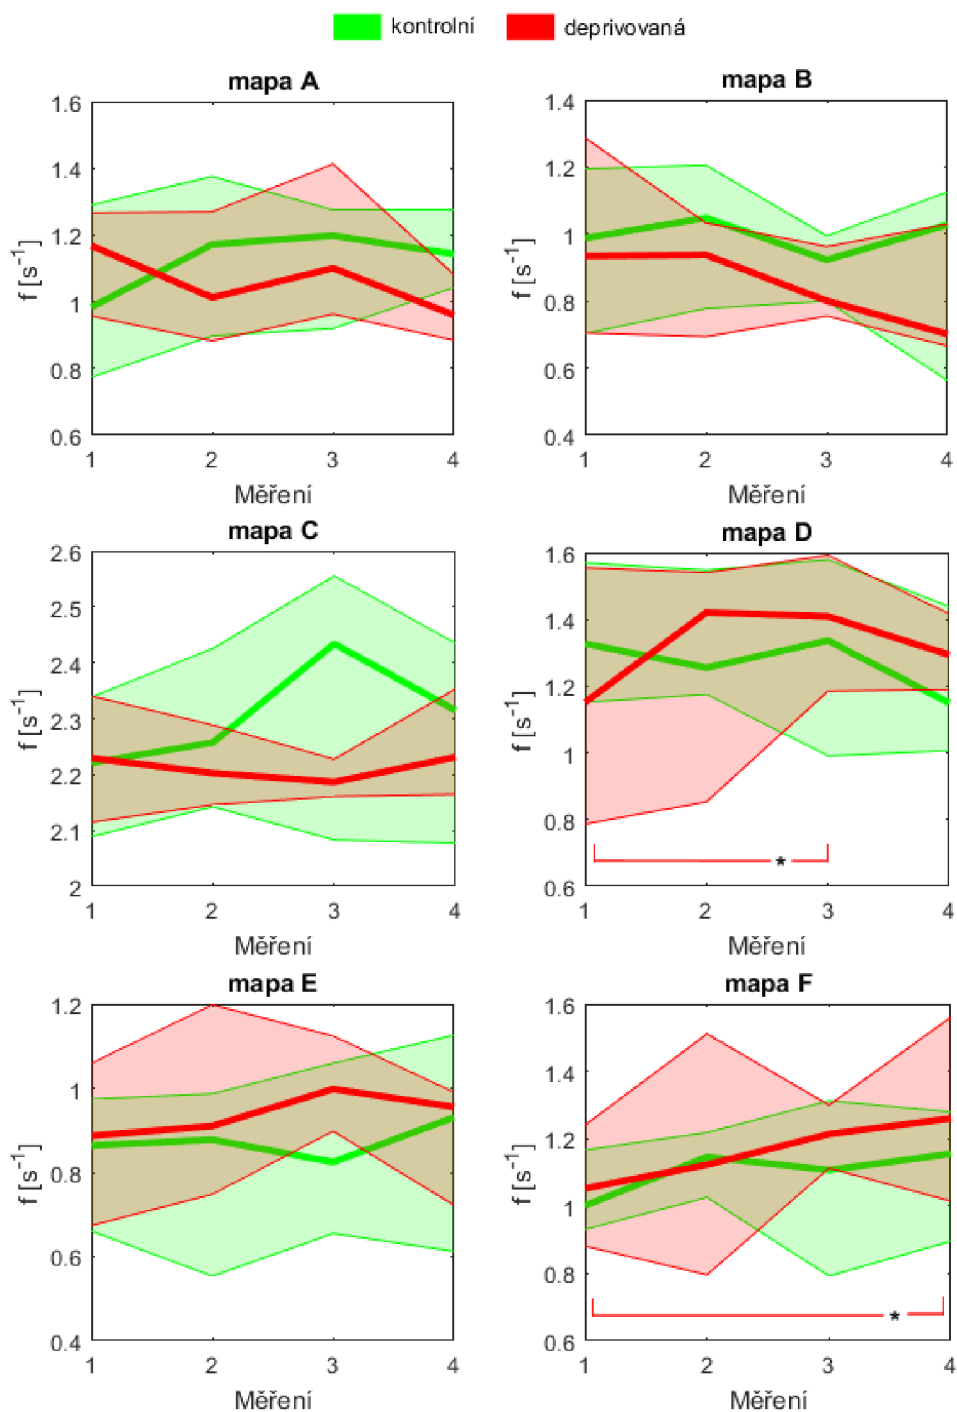 kontrolní deprivovaná
mapa A
1.6
1.4
1.2
1
0.8
0.6
f [s⁻¹]
1 2 3 4
Měření
mapa B
1.4
1.2
1
0.8
0.6
0.4
f [s⁻¹]
1 2 3 4
Měření
mapa C
2.6
2.5
2.4
2.3
2.2
2.1
2
f [s⁻¹]
1 2 3 4
Měření
mapa D
1.6
1.4
1.2
1
0.8
0.6
f [s⁻¹]
*
1 2 3 4
Měření
mapa E
1.2
1
0.8
0.6
0.4
f [s⁻¹]
1 2 3 4
Měření
mapa F
1.6
1.4
1.2
1
0.8
0.6
f [s⁻¹]
*
1 2 3 4
Měření